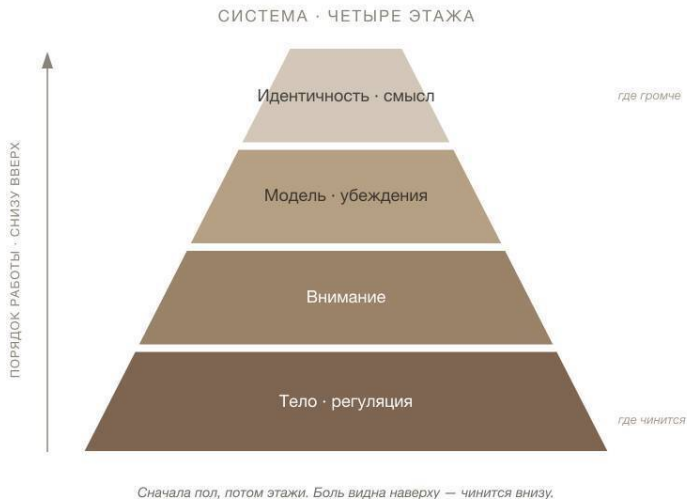 СИСТЕМА · ЧЕТЫРЕ ЭТАЖА
ПОРЯДОК РАБОТЫ · СНИЗУ ВВЕРХ
Идентичность · смысл
где громче
Модель · убеждения
Внимание
Тело · регуляция
где чинится
Сначала пол, потом этажи. Боль видна наверху — чинится внизу.